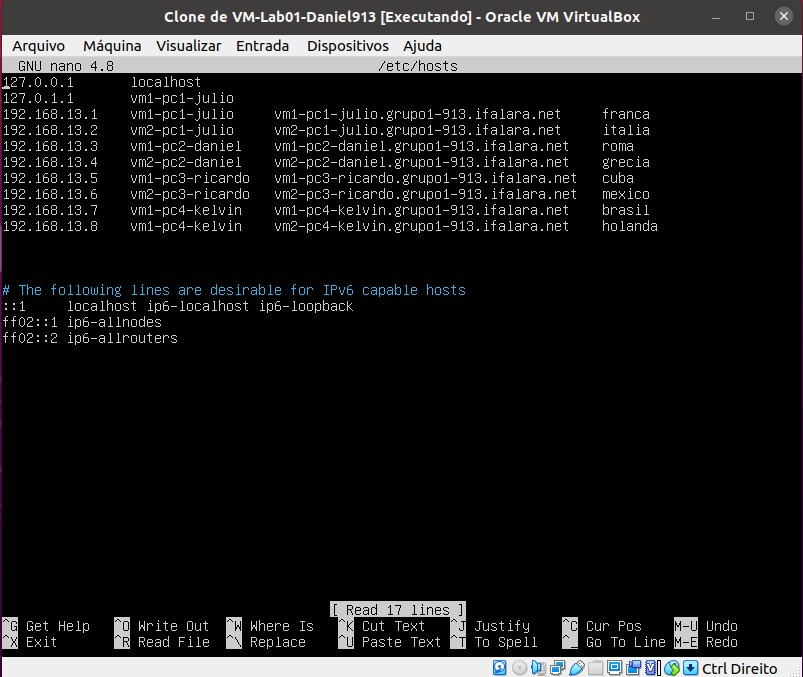 Clone de VM-Lab01-Daniel913 [Executando] - Oracle VM VirtualBox
Arquivo Máquina Visualizar Entrada Dispositivos Ajuda
GNU nano 4.8 /etc/hosts
127.0.0.1 localhost
127.0.1.1 vm1-pc1-julio
192.168.13.1 vm1-pc1-julio vm1-pc1-julio.grupo1-913.ifalara.net franca
192.168.13.2 vm2-pc1-julio vm2-pc1-julio.grupo1-913.ifalara.net italia
192.168.13.3 vm1-pc2-daniel vm1-pc2-daniel.grupo1-913.ifalara.net roma
192.168.13.4 vm2-pc2-daniel vm2-pc2-daniel.grupo1-913.ifalara.net grecia
192.168.13.5 vm1-pc3-ricardo vm1-pc3-ricardo.grupo1-913.ifalara.net cuba
192.168.13.6 vm2-pc3-ricardo vm2-pc3-ricardo.grupo1-913.ifalara.net mexico
192.168.13.7 vm1-pc4-kelvin vm1-pc4-kelvin.grupo1-913.ifalara.net brasil
192.168.13.8 vm1-pc4-kelvin vm2-pc4-kelvin.grupo1-913.ifalara.net holanda
# The following lines are desirable for IPv6 capable hosts
::1 localhost ip6-localhost ip6-loopback
ff02::1 ip6-allnodes
ff02::2 ip6-allrouters
[ Read 17 lines ]
^G Get Help ^O Write Out ^W Where Is ^K Cut Text ^J Justify ^C Cur Pos M-U Undo
^X Exit ^R Read File ^\ Replace ^U Paste Text ^T To Spell ^_ Go To Line M-E Redo
Ctrl Direito